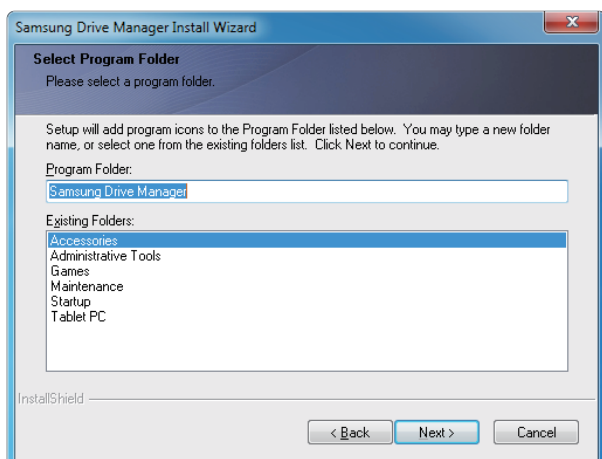 Samsung Drive Manager Install Wizard
Select Program Folder
Please select a program folder.
Setup will add program icons to the Program Folder listed below. You may type a new folder
name, or select one from the existing folders list. Click Next to continue.
Program Folder:
Samsung Drive Manager
Existing Folders:
Accessories
Administrative Tools
Games
Maintenance
Startup
Tablet PC
InstallShield
< Back Next > Cancel